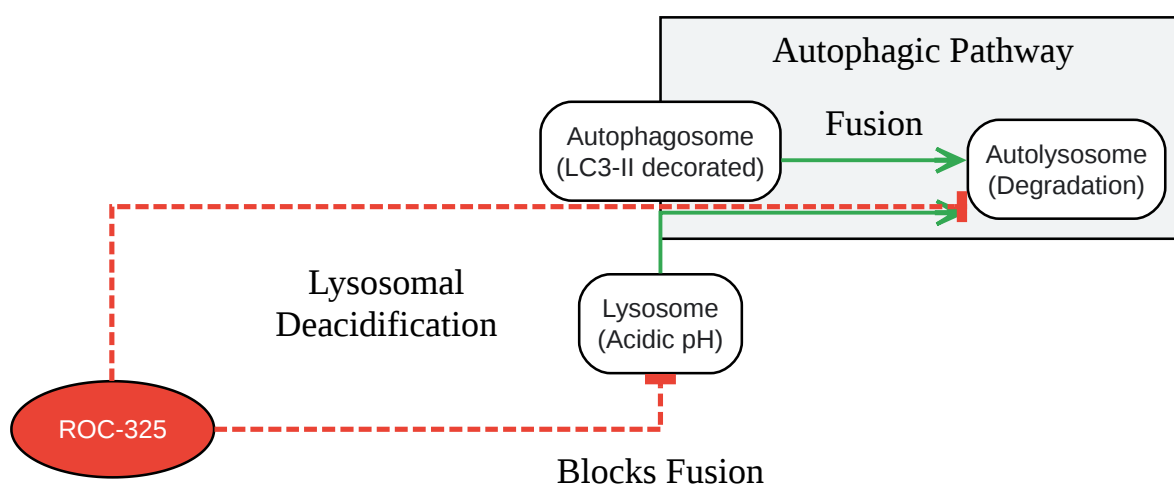 Autophagic Pathway
Fusion
Autophagosome
(LC3-II decorated)
Autolysosome
(Degradation)
Lysosomal
Deacidification
Lysosome
(Acidic pH)
ROC-325
Blocks Fusion